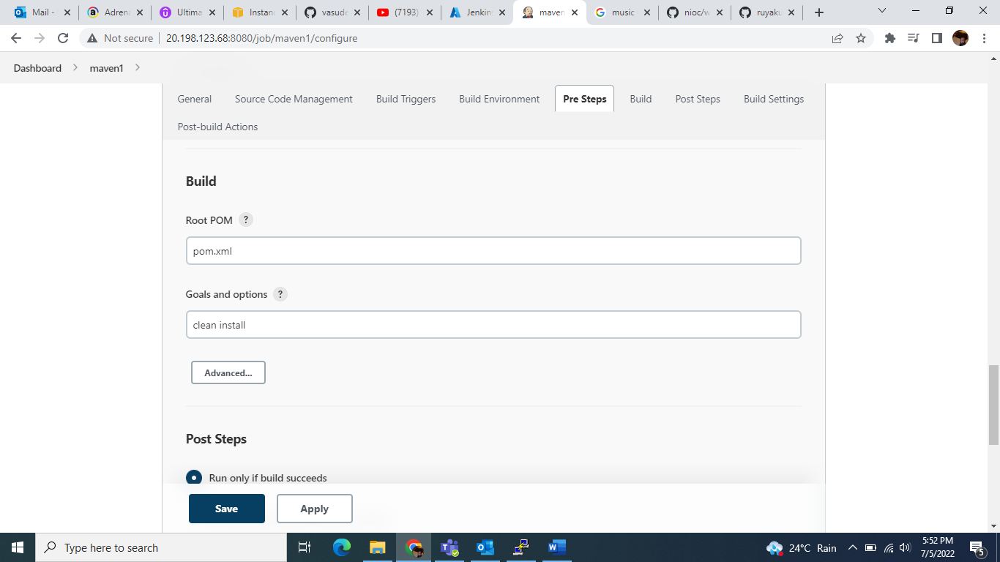 Mail -
Adren
Ultima
Instanc
vasude
(7193)
Jenkin
maven
music
nioc/w
ruyaku
Not secure
20.198.123.68:8080/job/maven1/configure
Dashboard
maven1
General
Source Code Management
Build Triggers
Build Environment
Pre Steps
Build
Post Steps
Build Settings
Post-build Actions
Build
Root POM ?
pom.xml
Goals and options ?
clean install
Advanced...
Post Steps
Run only if build succeeds
Save
Apply
Type here to search
24°C Rain
5:52 PM
7/5/2022
5